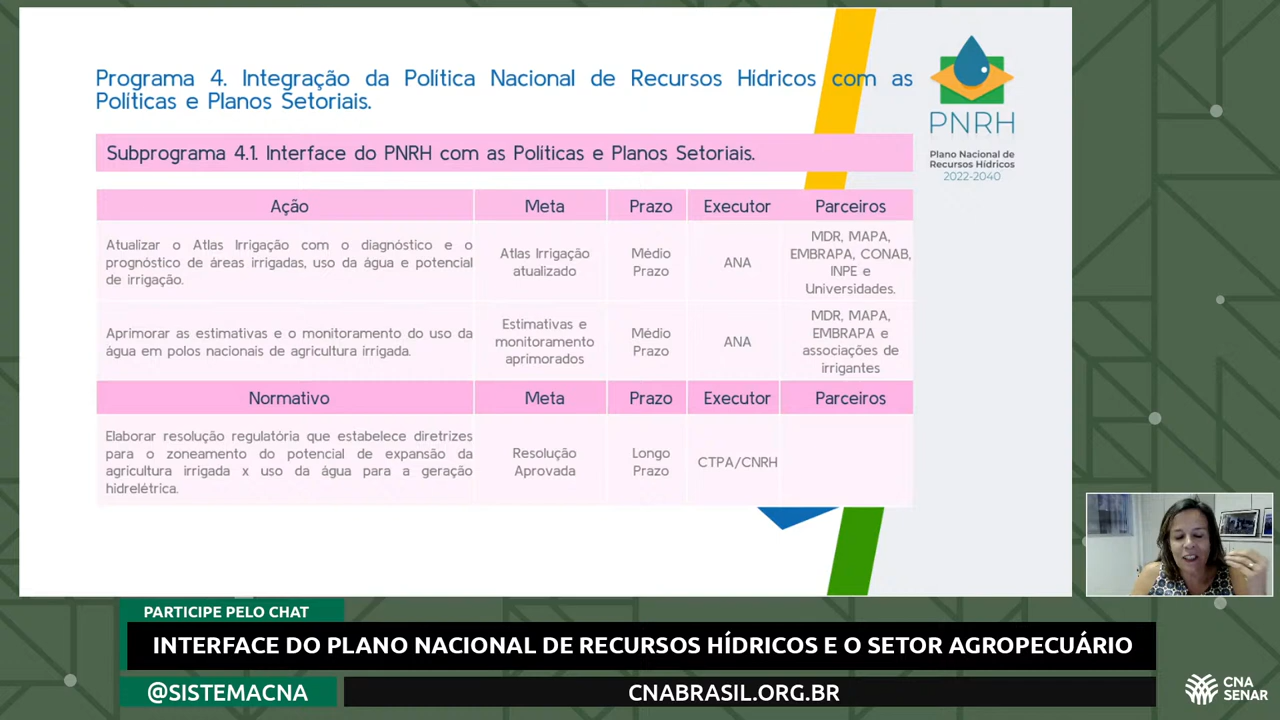 Programa 4. Integração da Política Nacional de Recursos Hídricos com as
Políticas e Planos Setoriais.
PNRH
Plano Nacional de
Recursos Hídricos
2022-2040
Subprograma 4.1. Interface do PNRH com as Políticas e Planos Setoriais.
Ação Meta Prazo Executor Parceiros
Atualizar o Atlas Irrigação com o diagnóstico e o
prognóstico de áreas irrigadas, uso da água e potencial
de irrigação.
Atlas Irrigação
atualizado
Médio
Prazo
ANA
MDR, MAPA,
EMBRAPA, CONAB,
INPE e
Universidades.
Aprimorar as estimativas e o monitoramento do uso da
água em polos nacionais de agricultura irrigada.
Estimativas e
monitoramento
aprimorados
Médio
Prazo
ANA
MDR, MAPA,
EMBRAPA e
associações de
irrigantes
Normativo Meta Prazo Executor Parceiros
Elaborar resolução regulatória que estabelece diretrizes
para o zoneamento do potencial de expansão da
agricultura irrigada x uso da água para a geração
hidrelétrica.
Resolução
Aprovada
Longo
Prazo
CTPA/CNRH
PARTICIPE PELO CHAT
INTERFACE DO PLANO NACIONAL DE RECURSOS HÍDRICOS E O SETOR AGROPECUÁRIO
@SISTEMACNA
CNABRASIL.ORG.BR
CNA
SENAR